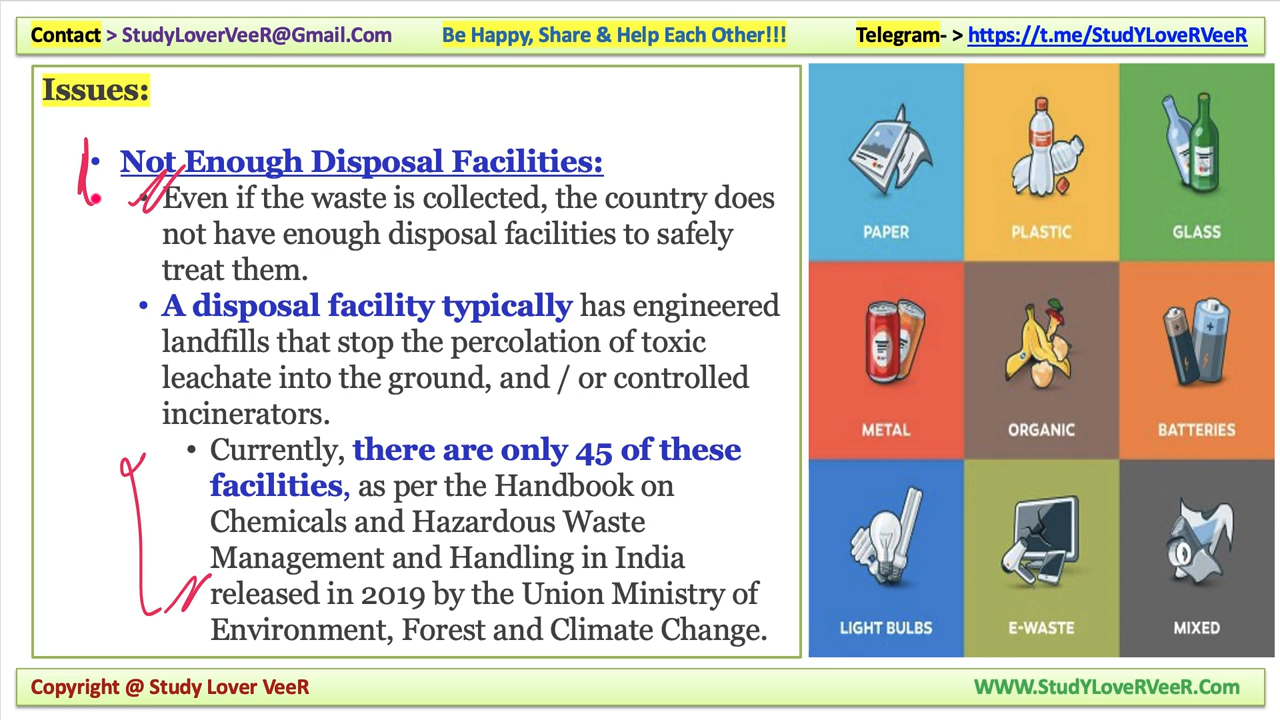 Contact > StudyLoverVeeR@Gmail.Com Be Happy, Share & Help Each Other!!! Telegram- > https://t.me/StudYLoveRVeeR
Issues:
• Not Enough Disposal Facilities:
• Even if the waste is collected, the country does
not have enough disposal facilities to safely
treat them.
• A disposal facility typically has engineered
landfills that stop the percolation of toxic
leachate into the ground, and / or controlled
incinerators.
• Currently, there are only 45 of these
facilities, as per the Handbook on
Chemicals and Hazardous Waste
Management and Handling in India
released in 2019 by the Union Ministry of
Environment, Forest and Climate Change.
PAPER PLASTIC GLASS
METAL ORGANIC BATTERIES
LIGHT BULBS E-WASTE MIXED
Copyright @ Study Lover VeeR WWW.StudYLoveRVeeR.Com